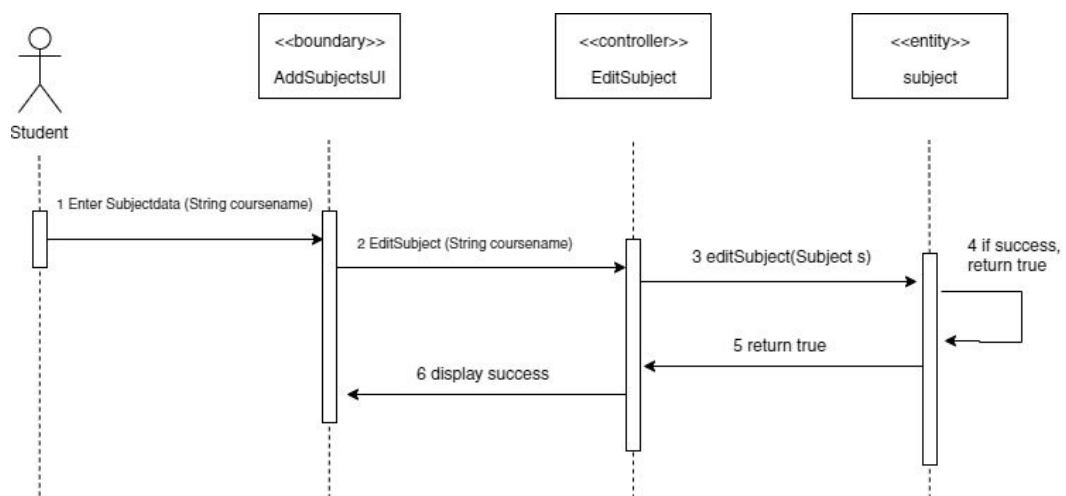 <<boundary>>
AddSubjectsUI
<<controller>>
EditSubject
<<entity>>
subject
Student
1 Enter Subjectdata (String coursename)
2 EditSubject (String coursename)
3 editSubject(Subject s)
4 if success,
return true
5 return true
6 display success